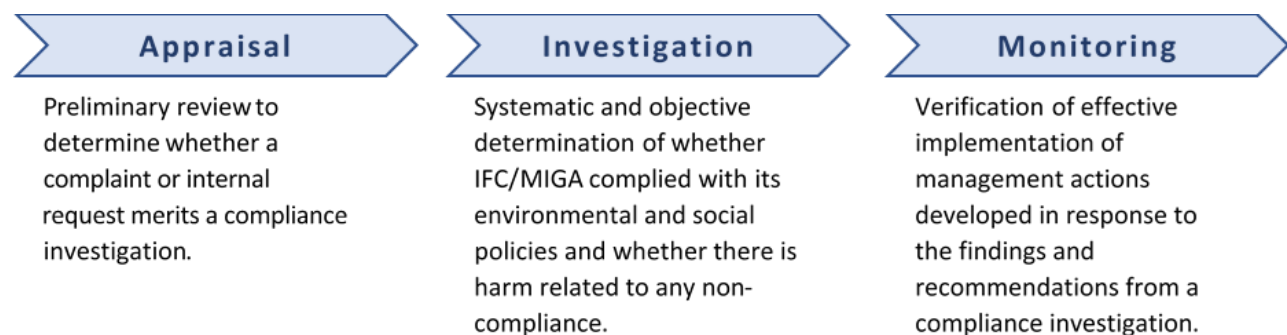 Appraisal
Preliminary review to
determine whether a
complaint or internal
request merits a compliance
investigation.
Investigation
Systematic and objective
determination of whether
IFC/MIGA complied with its
environmental and social
policies and whether there is
harm related to any non-
compliance.
Monitoring
Verification of effective
implementation of
management actions
developed in response to
the findings and
recommendations from a
compliance investigation.